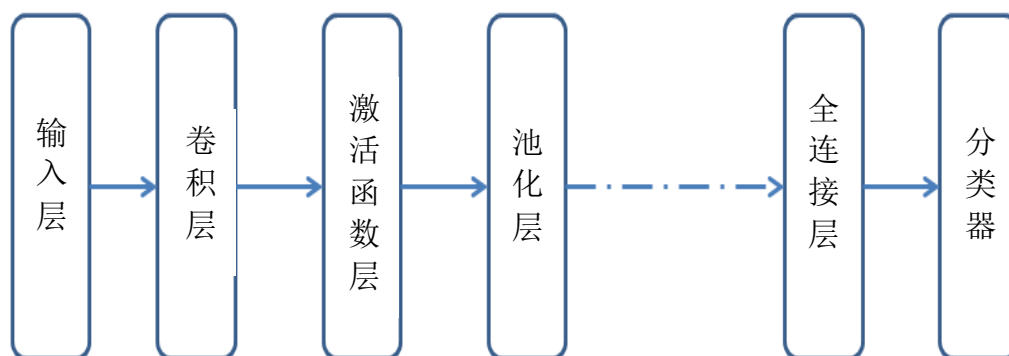 输入层
卷积层
激活函数层
池化层
全连接层
分类器